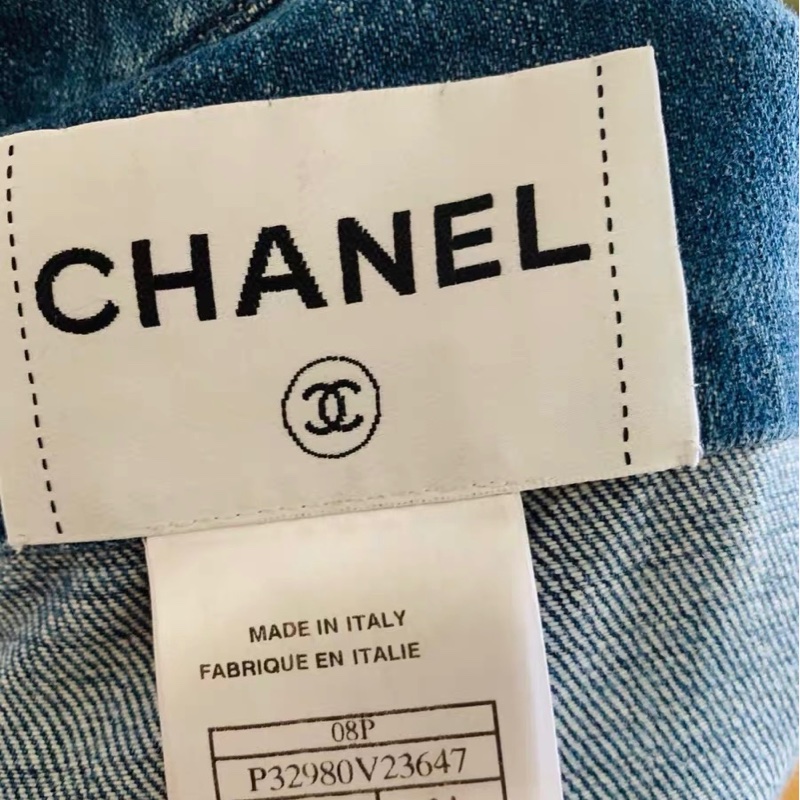 CHANEL
MADE IN ITALY
FABRIQUE EN ITALIE
08P
P32980V23647